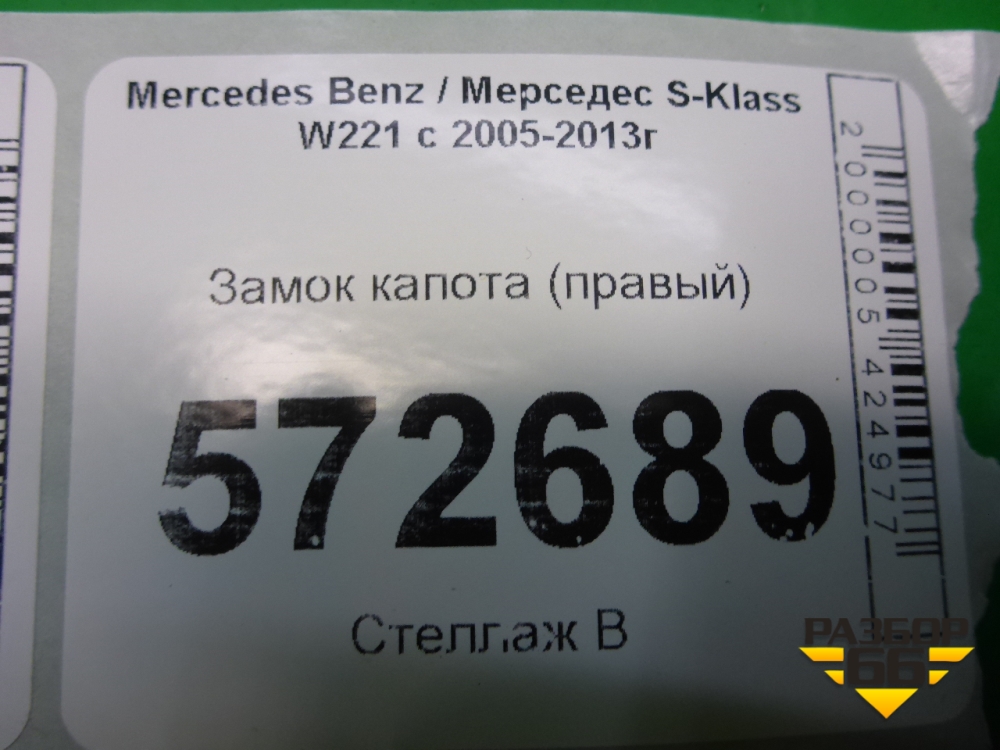 Mercedes Benz / Мерседес S-Klass
W221 с 2005-2013г
Замок капота (правый)
572689
Стеллаж В
2000005424977
РАЗБОР
66